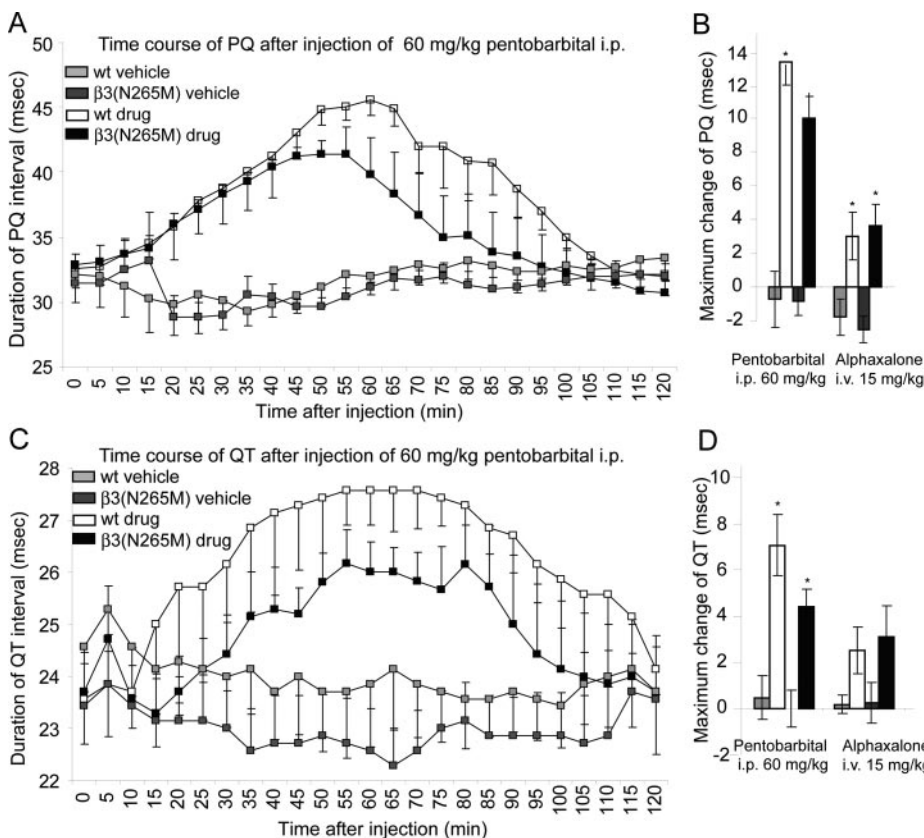 A
Time course of PQ after injection of 60 mg/kg pentobarbital i.p.
wt vehicle
β3(N265M) vehicle
wt drug
β3(N265M) drug
Duration of PQ interval (msec)
50
45
40
35
30
25
0 5 10 15 20 25 30 35 40 45 50 55 60 65 70 75 80 85 90 95 100 105 110 115 120
Time after injection (min)
B
Maximum change of PQ (msec)
14
12
10
8
6
4
2
0
-2
*
*
*
Pentobarbital
i.p. 60 mg/kg
Alphaxalone
i.v. 15 mg/kg
C
Time course of QT after injection of 60 mg/kg pentobarbital i.p.
wt vehicle
β3(N265M) vehicle
wt drug
β3(N265M) drug
Duration of QT interval (msec)
28
27
26
25
24
23
22
0 5 10 15 20 25 30 35 40 45 50 55 60 65 70 75 80 85 90 95 100 105 110 115 120
Time after injection (min)
D
Maximum change of QT (msec)
10
8
6
4
2
0
-2
*
*
Pentobarbital
i.p. 60 mg/kg
Alphaxalone
i.v. 15 mg/kg